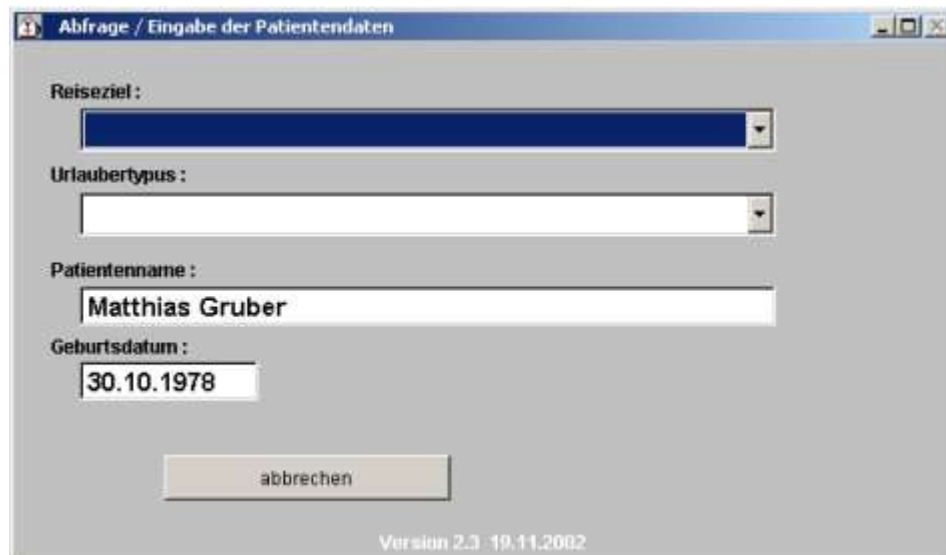 Abfrage / Eingabe der Patientendaten
Reiseziel :
Urlaubertypus :
Patientenname :
Matthias Gruber
Geburtsdatum :
30.10.1978
abbrechen
Version 2.3 19.11.2002